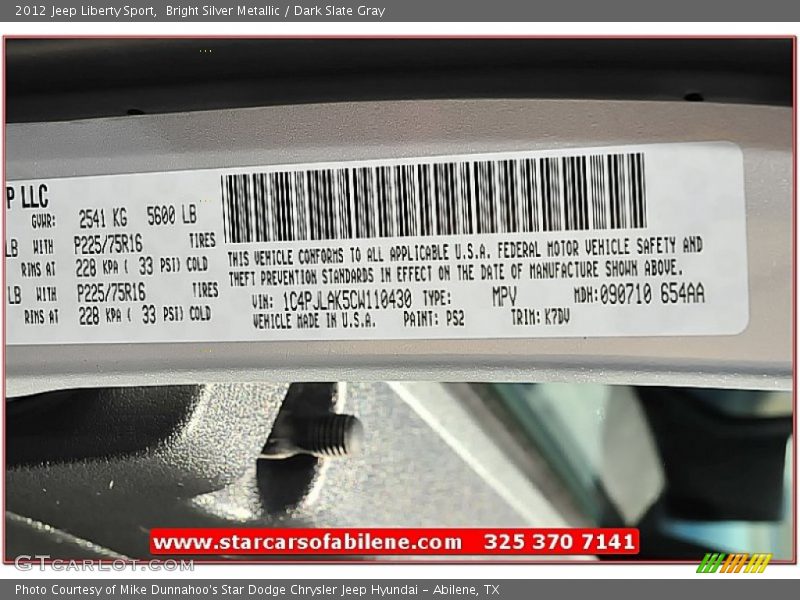 2012 Jeep Liberty Sport,  Bright Silver Metallic / Dark Slate Gray
P LLC
GVWR: 2541 KG 5600 LB
LB WITH P225/75R16 TIRES
RIMS AT 228 KPA ( 33 PSI) COLD
LB WITH P225/75R16 TIRES
RIMS AT 228 KPA ( 33 PSI) COLD
THIS VEHICLE CONFORMS TO ALL APPLICABLE U.S.A. FEDERAL MOTOR VEHICLE SAFETY AND
THEFT PREVENTION STANDARDS IN EFFECT ON THE DATE OF MANUFACTURE SHOWN ABOVE.
VIN: 1C4PJLAK5CW110430 TYPE: MPV MDH:090710 654AA
VEHICLE MADE IN U.S.A. PAINT: PS2 TRIM: K7DV
www.starcarsofabilene.com 325 370 7141
GTCARLOT.COM
Photo Courtesy of Mike Dunnahoo's Star Dodge Chrysler Jeep Hyundai - Abilene, TX